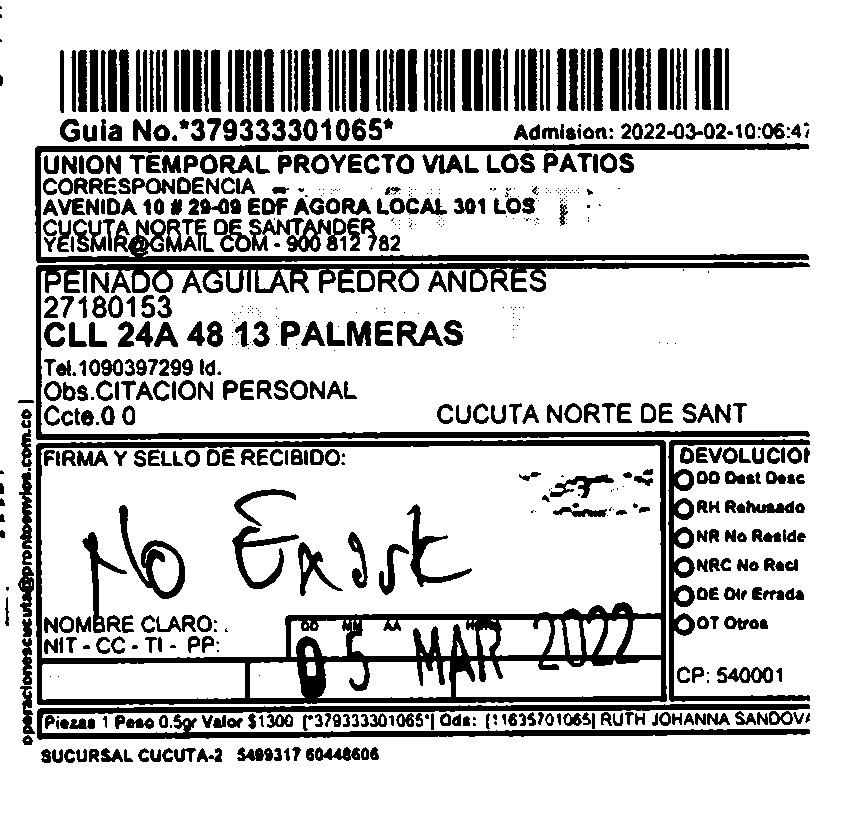 Guia No.*379333301065*
Admision: 2022-03-02-10:06:47
UNION TEMPORAL PROYECTO VIAL LOS PATIOS
CORRESPONDENCIA
AVENIDA 10 # 29-09 EDF AGORA LOCAL 301 LOS
CUCUTA NORTE DE SANTANDER
YEISMIR@GMAIL COM - 900 812 782
PEINADO AGUILAR PEDRO ANDRES
27180153
CLL 24A 48 13 PALMERAS
Tel.1090397299 Id.
Obs.CITACION PERSONAL
Ccte.0 0
CUCUTA NORTE DE SANT
operacionescucuta@prontoenvios.com.co |
FIRMA Y SELLO DE RECIBIDO:
No Existe
NOMBRE CLARO:
NIT - CC - TI - PP:
DD MM AA HORA
05 MAR 2022
DEVOLUCION
DD Dest Desc
RH Rehusado
NR No Reside
NRC No Recl
DE Dir Errada
OT Otros
CP: 540001
Piezas 1 Peso 0.5gr Valor $1300 [*379333301065*] Ods: [11635701065] RUTH JOHANNA SANDOVA
SUCURSAL CUCUTA-2 5499317 60448606